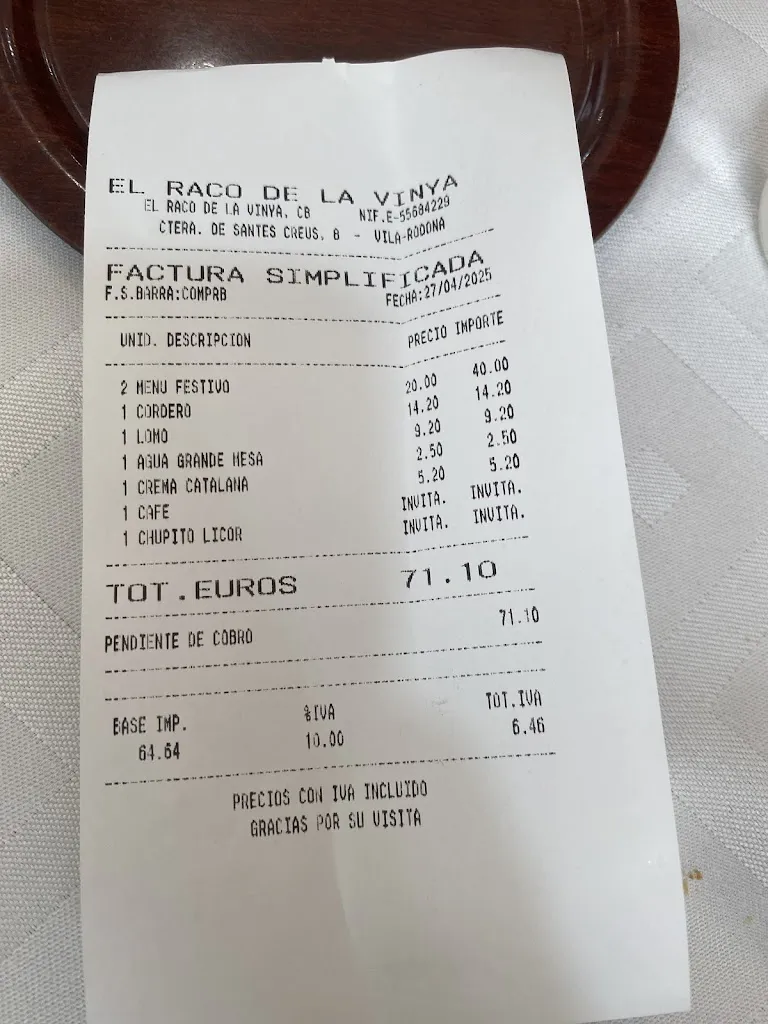 EL RACO DE LA VINYA
EL RACO DE LA VINYA, CB NIF.E-55684229
CTERA. DE SANTES CREUS, 8 - VILA-RODONA
FACTURA SIMPLIFICADA
F.S.BARRA:COMPRB FECHA:27/04/2025
UNID. DESCRIPCION PRECIO IMPORTE
2 MENU FESTIVO 20.00 40.00
1 CORDERO 14.20 14.20
1 LOMO 9.20 9.20
1 AGUA GRANDE MESA 2.50 2.50
1 CREMA CATALANA 5.20 5.20
1 CAFE INVITA. INVITA.
1 CHUPITO LICOR INVITA. INVITA.
TOT.EUROS 71.10
PENDIENTE DE COBRO 71.10
BASE IMP. %IVA TOT.IVA
64.64 10.00 6.46
PRECIOS CON IVA INCLUIDO
GRACIAS POR SU VISITA